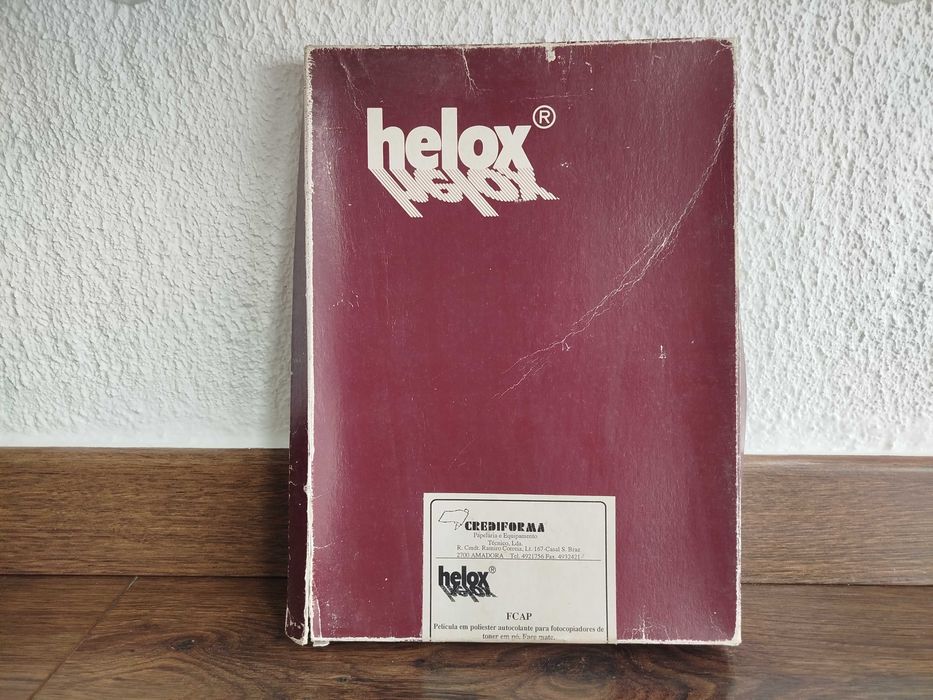 helox®
CREDIFORMA
Papelaria e Equipamento
Técnico, Lda.
R. Cmdt. Ramiro Correia, Lt. 167-Casal S. Braz
2700 AMADORA Tel. 4921756 Fax. 4932421
helox®
FCAP
Película em poliester autocolante para fotocopiadores de
toner em pó. Face mate.